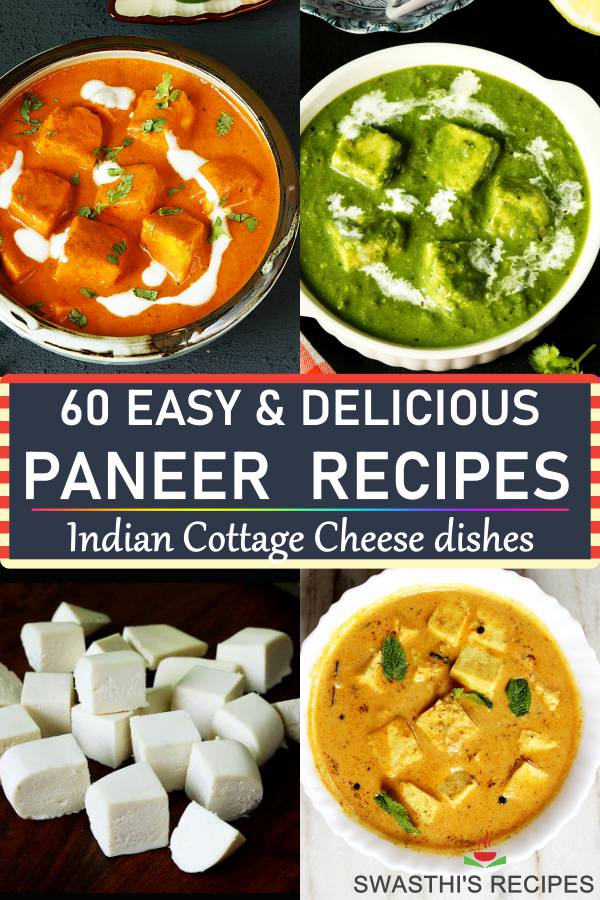 60 EASY & DELICIOUS
PANEER RECIPES
Indian Cottage Cheese dishes
SWASTHI'S RECIPES